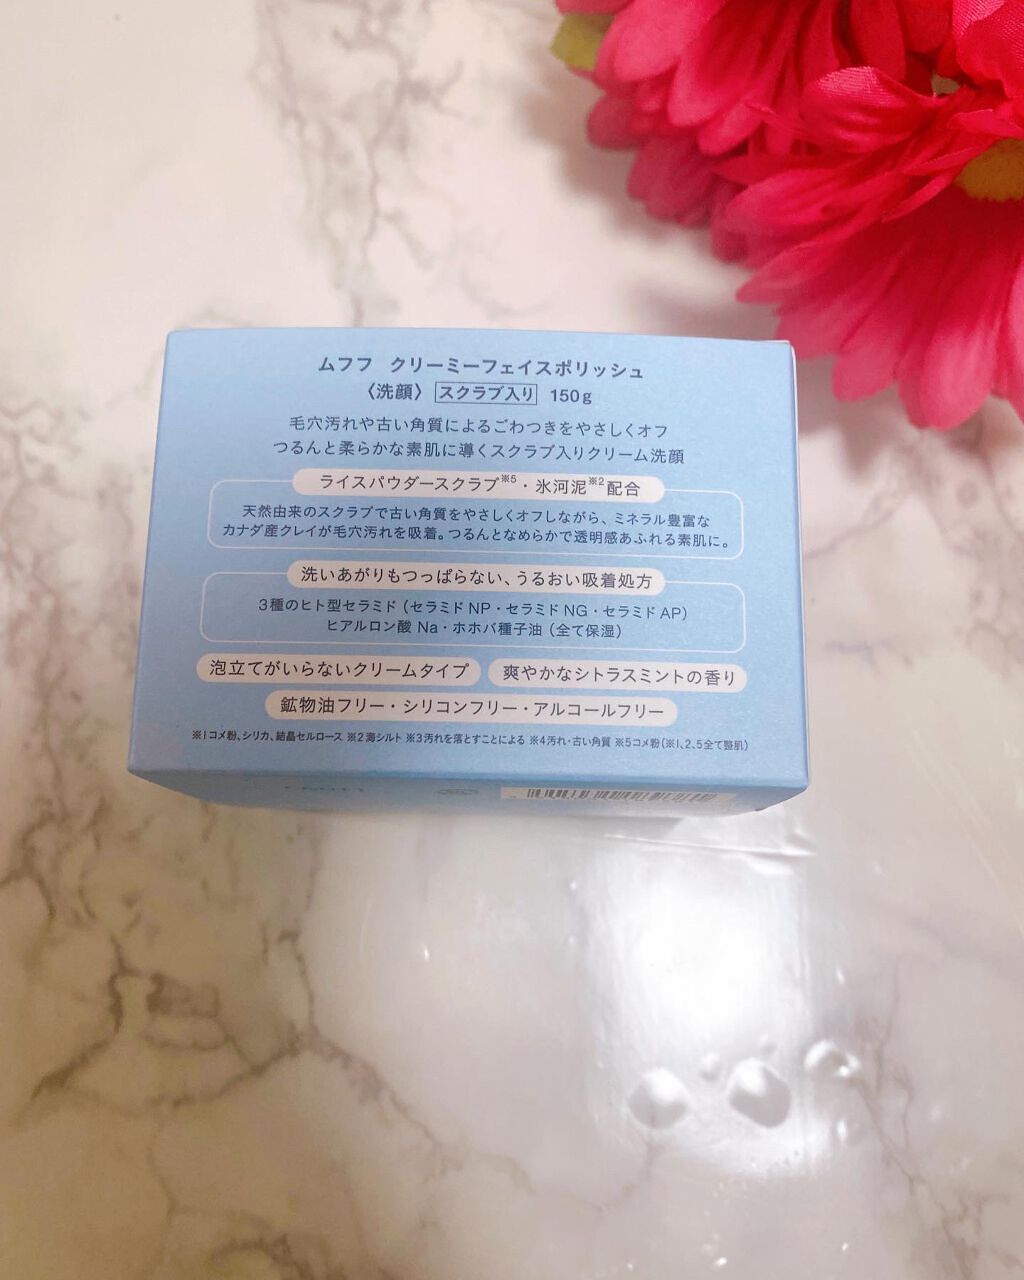 ムフフ クリーミーフェイスポリッシュ
〈洗顔〉 スクラブ入り 150g
毛穴汚れや古い角質によるごわつきをやさしくオフ
つるんと柔らかな素肌に導くスクラブ入りクリーム洗顔
ライスパウダースクラブ※5・氷河泥※2配合
天然由来のスクラブで古い角質をやさしくオフしながら、ミネラル豊富な
カナダ産クレイが毛穴汚れを吸着。つるんとなめらかで透明感あふれる素肌に。
洗いあがりもつっぱらない、うるおい吸着処方
3種のヒト型セラミド（セラミド NP・セラミド NG・セラミド AP）
ヒアルロン酸 Na・ホホバ種子油（全て保湿）
泡立てがいらないクリームタイプ 爽やかなシトラスミントの香り
鉱物油フリー・シリコンフリー・アルコールフリー
※1コメ粉、シリカ、結晶セルロース ※2海シルト ※3汚れを落とすことによる ※4汚れ・古い角質 ※5コメ粉(※1、2、5全て整肌)